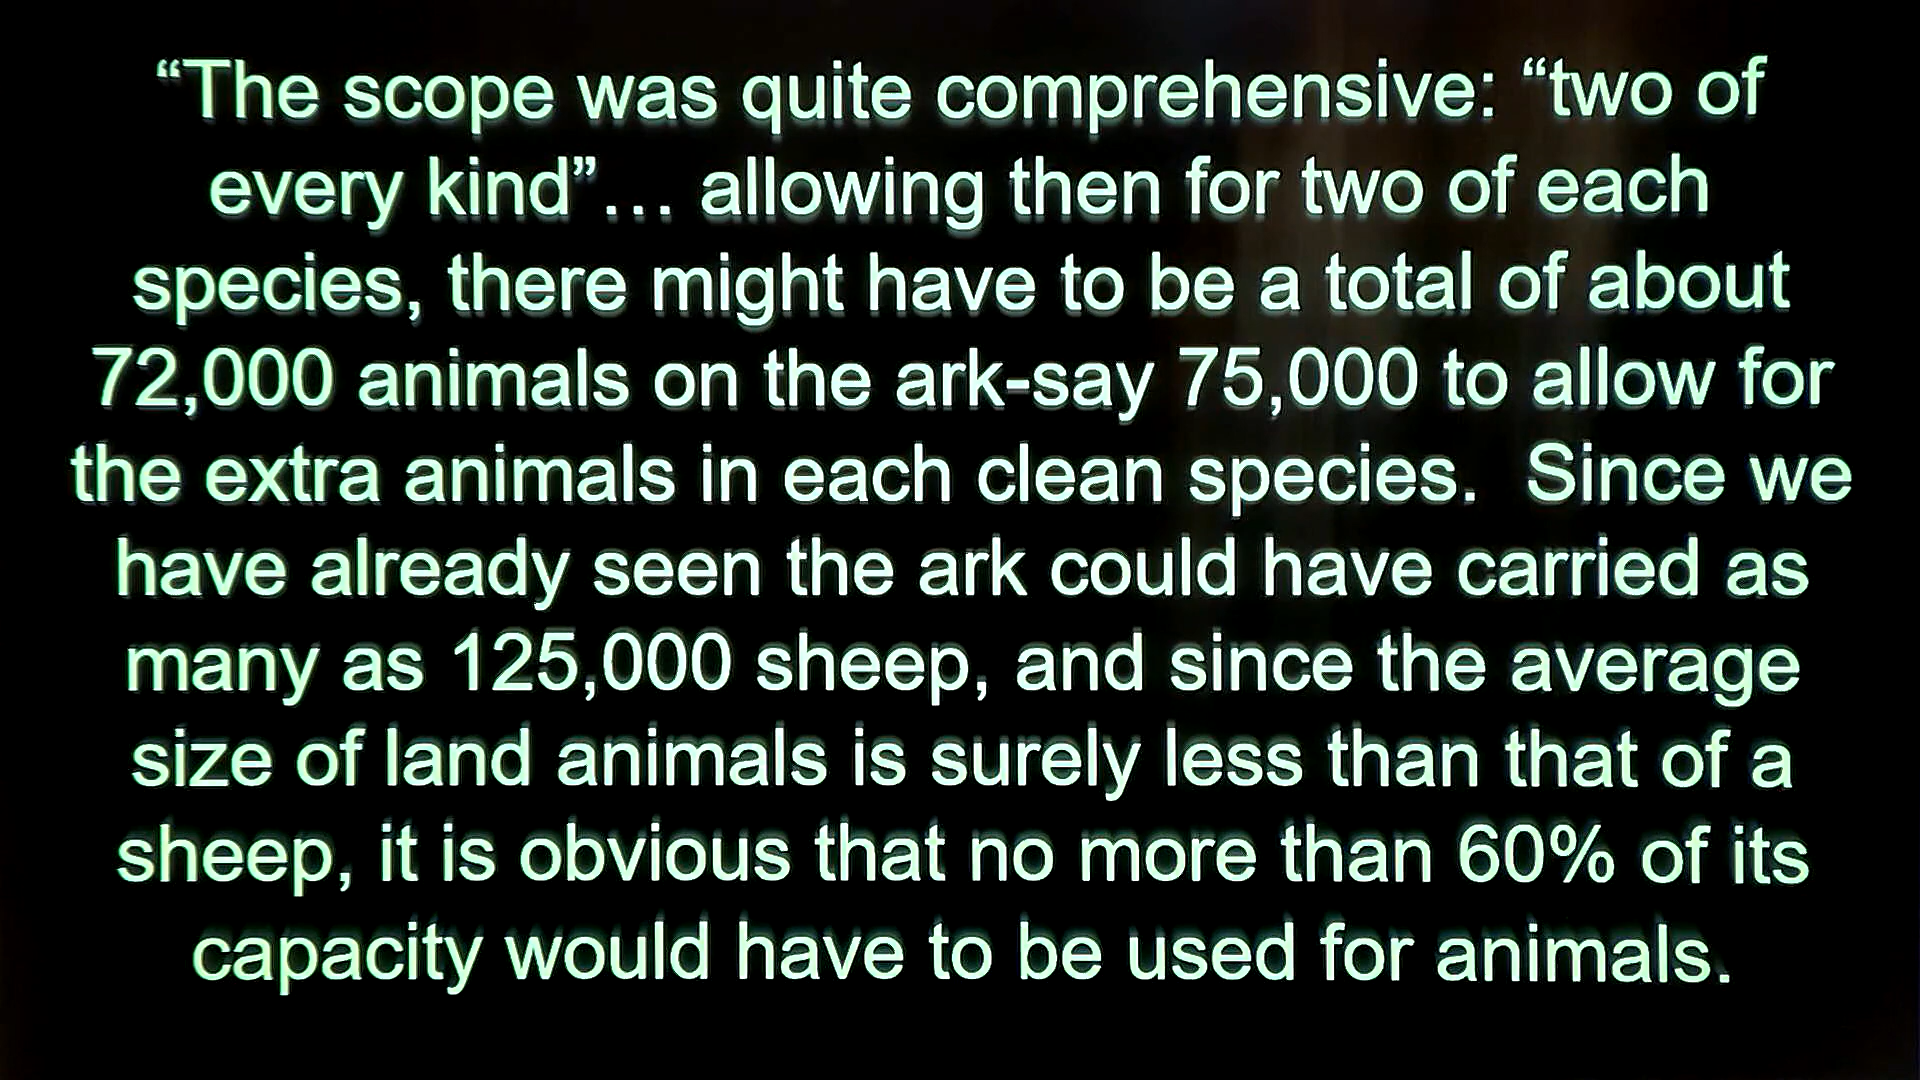 “The scope was quite comprehensive: “two of
every kind”… allowing then for two of each
species, there might have to be a total of about
72,000 animals on the ark-say 75,000 to allow for
the extra animals in each clean species.  Since we
have already seen the ark could have carried as
many as 125,000 sheep, and since the average
size of land animals is surely less than that of a
sheep, it is obvious that no more than 60% of its
capacity would have to be used for animals.